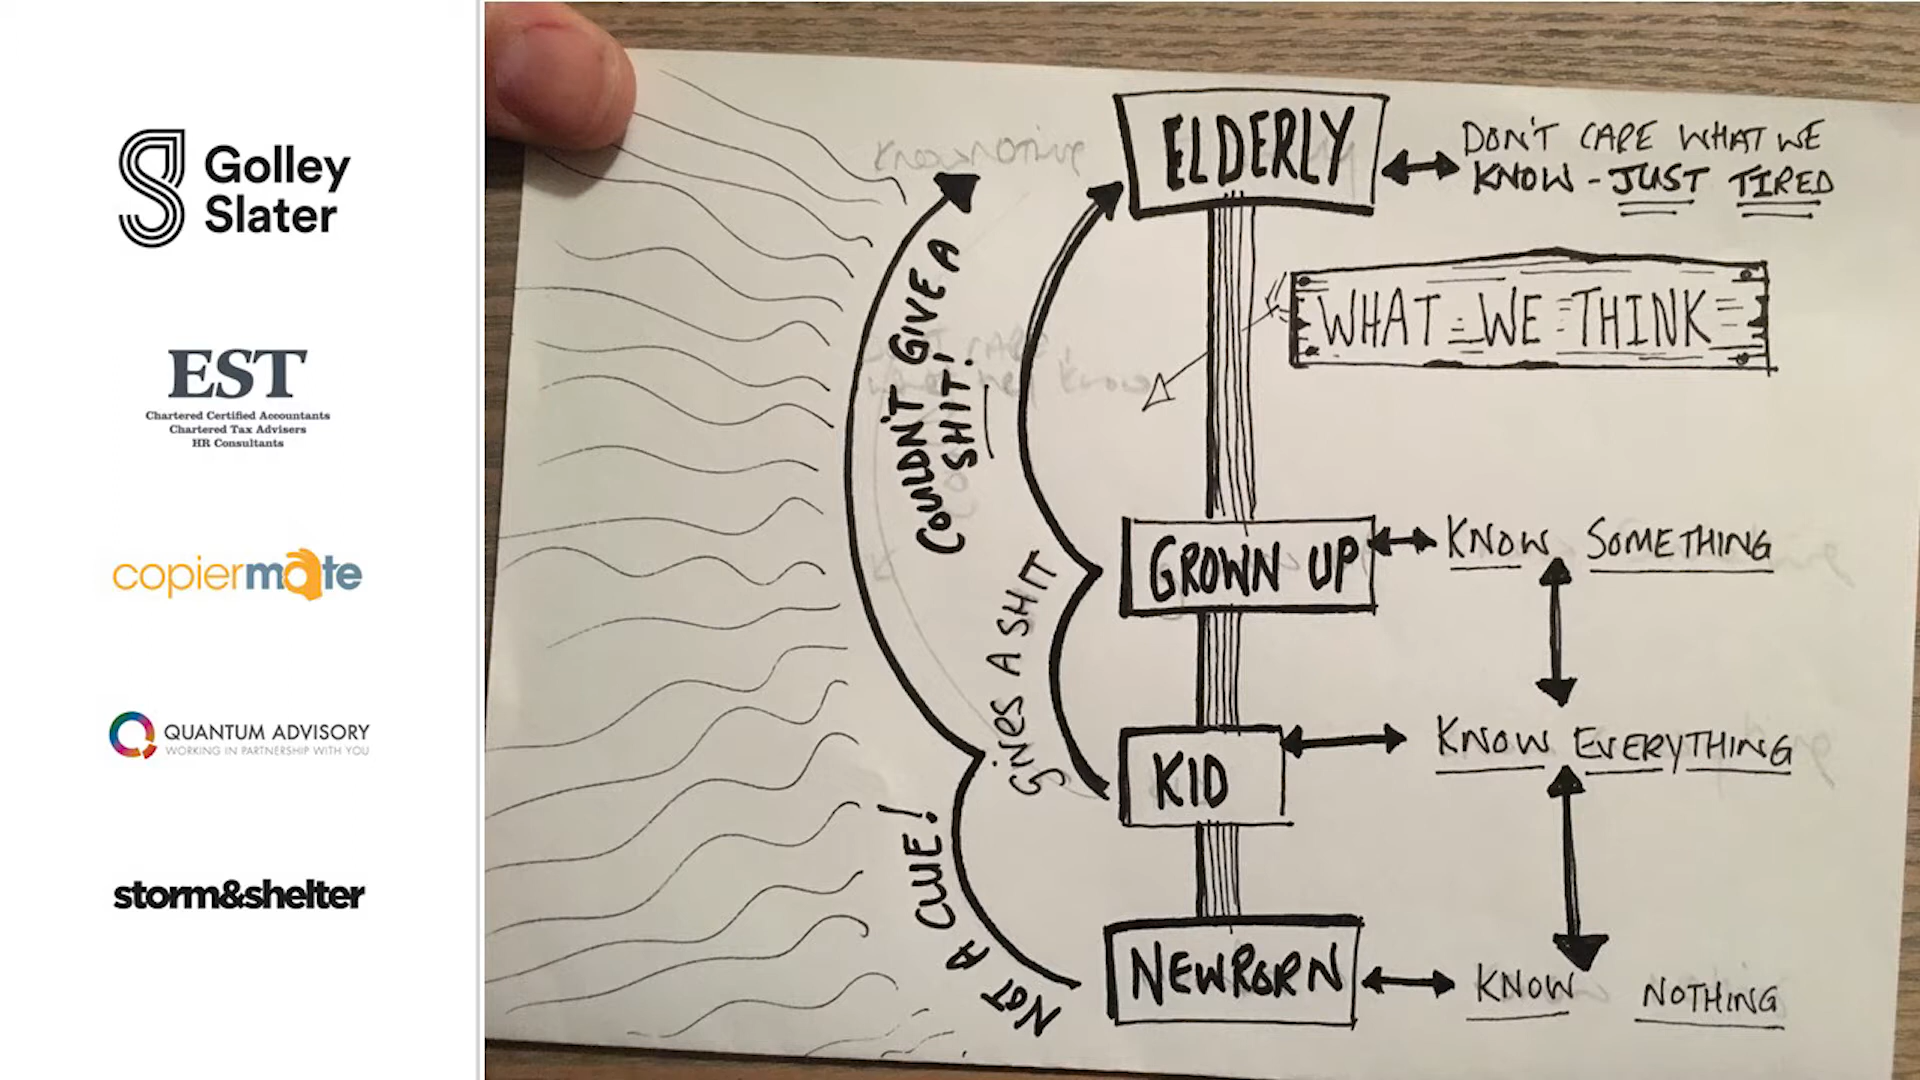 Golley
Slater
EST
Chartered Certified Accountants
Chartered Tax Advisers
HR Consultants
copiermate
QUANTUM ADVISORY
WORKING IN PARTNERSHIP WITH YOU
storm&shelter
ELDERLY
DON'T CARE WHAT WE
KNOW - JUST TIRED
WHAT WE THINK
COULDN'T GIVE A
SHIT!
GIVES A SHIT
GROWN UP
KNOW SOMETHING
KID
KNOW EVERYTHING
NOT A CLUE!
NEWBORN
KNOW NOTHING